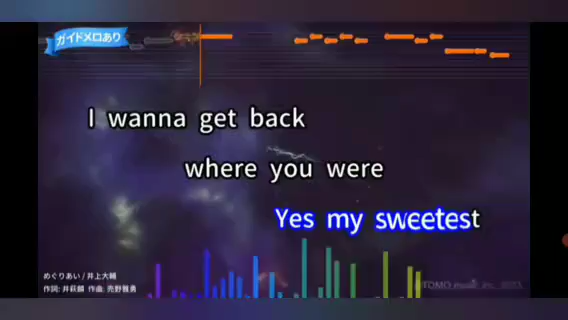 ガイドメロあり
I wanna get back
where you were
Yes my sweetest
めぐりあい / 井上大輔
作詞: 井荻麟 作曲: 売野雅勇